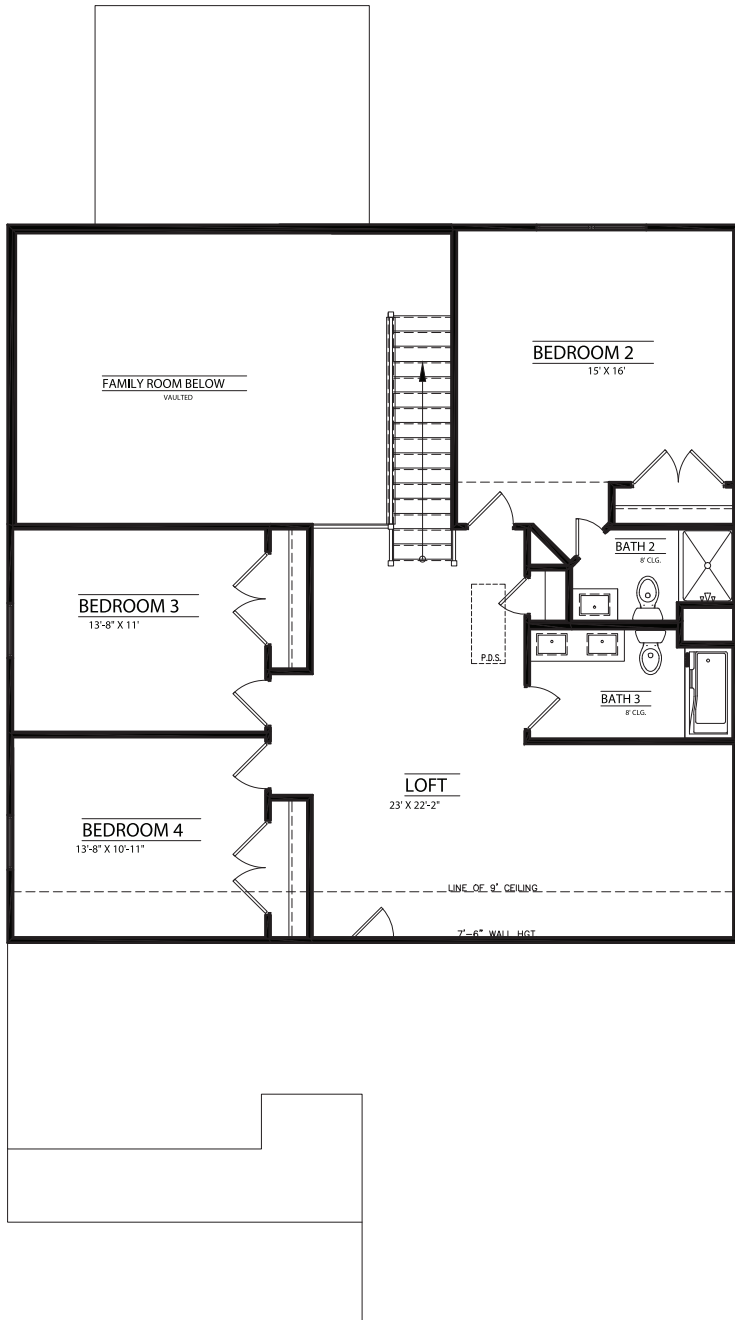 BEDROOM 2
15' X 16'
FAMILY ROOM BELOW
VAULTED
BATH 2
8' CLG.
BEDROOM 3
13'-8" X 11'
P.D.S.
BATH 3
8' CLG.
LOFT
23' X 22'-2"
BEDROOM 4
13'-8" X 10'-11"
LINE OF 9' CEILING
7'-6" WALL HGT